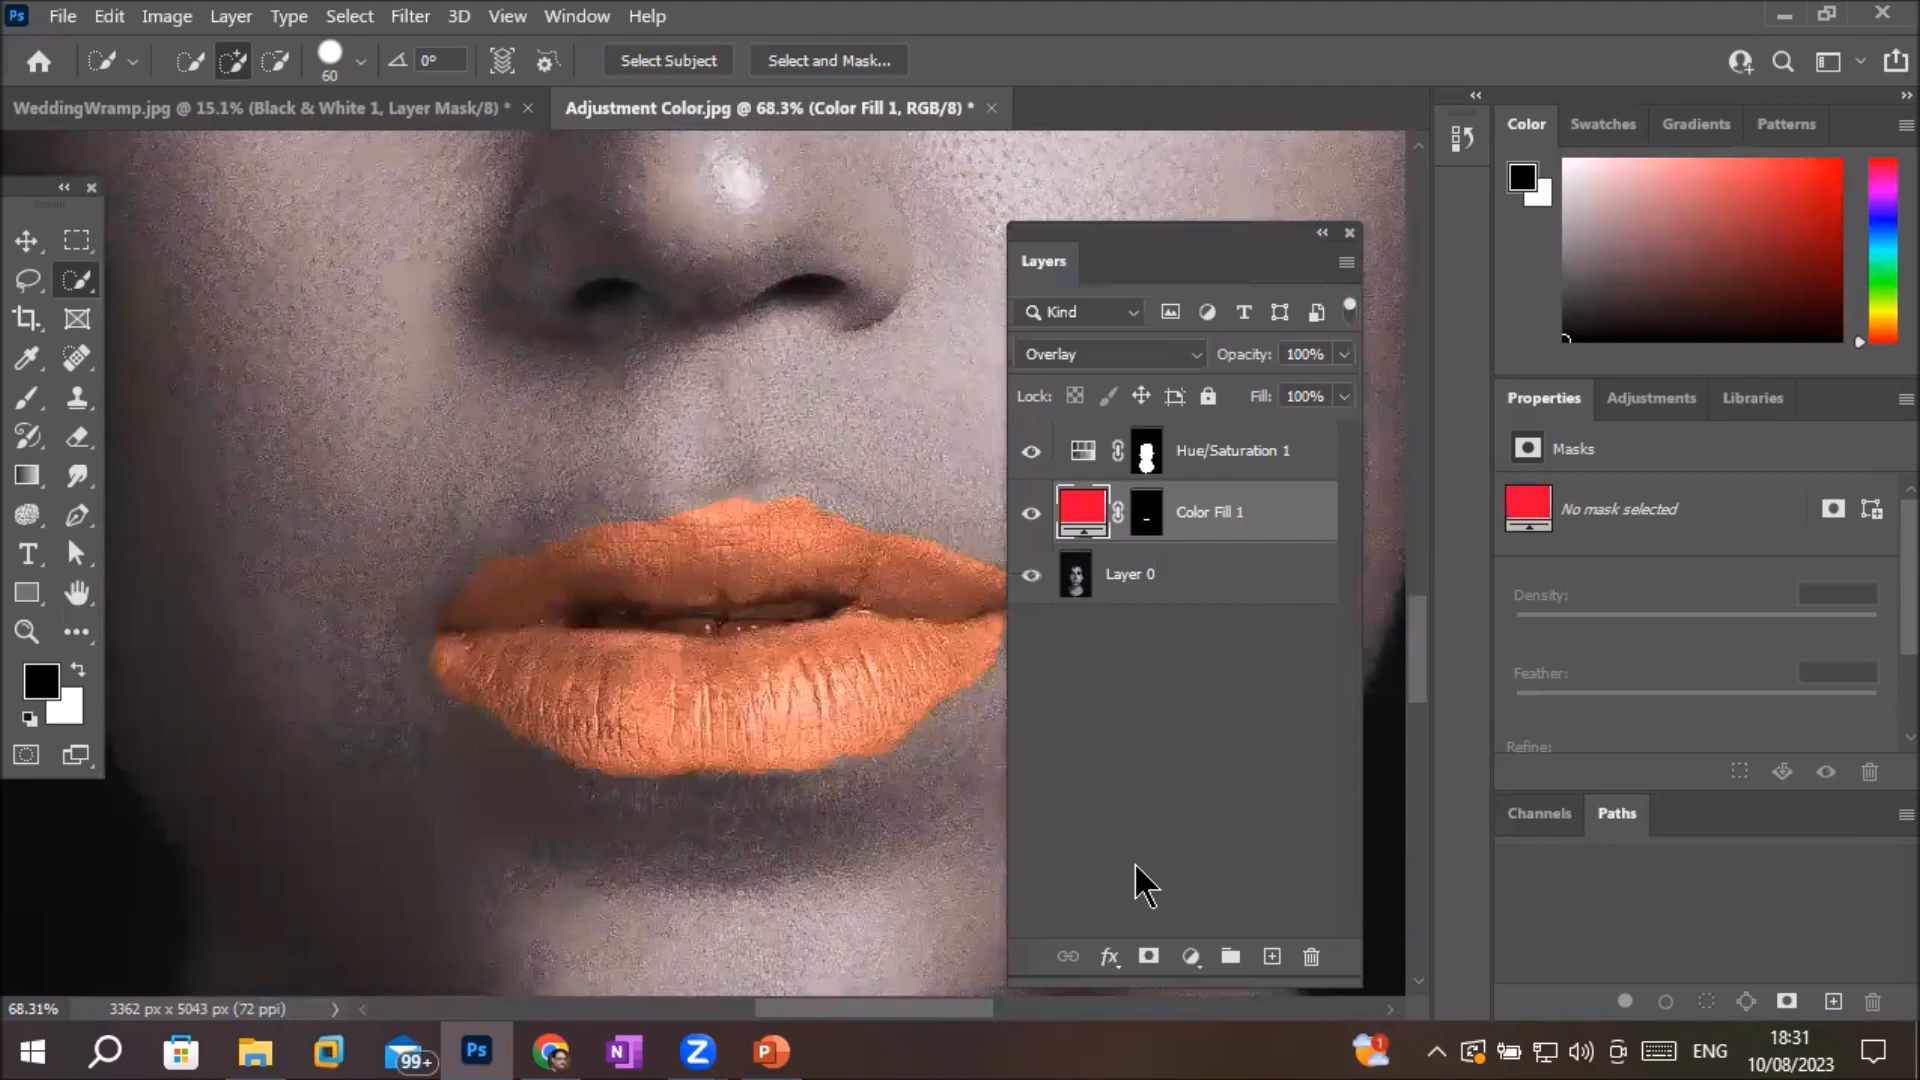 Ps File Edit Image Layer Type Select Filter 3D View Window Help
60 0° Select Subject Select and Mask...
WeddingWramp.jpg @ 15.1% (Black & White 1, Layer Mask/8) * Adjustment Color.jpg @ 68.3% (Color Fill 1, RGB/8) *
Color Swatches Gradients Patterns
Layers
Kind T
Overlay Opacity: 100%
Lock: Fill: 100%
Hue/Saturation 1
Color Fill 1
Layer 0
fx
Properties Adjustments Libraries
Masks
No mask selected
Density:
Feather:
Refine:
Channels Paths
T
68.31% 3362 px x 5043 px (72 ppi)
99+ Ps N Z P 1 ENG 18:31
10/08/2023